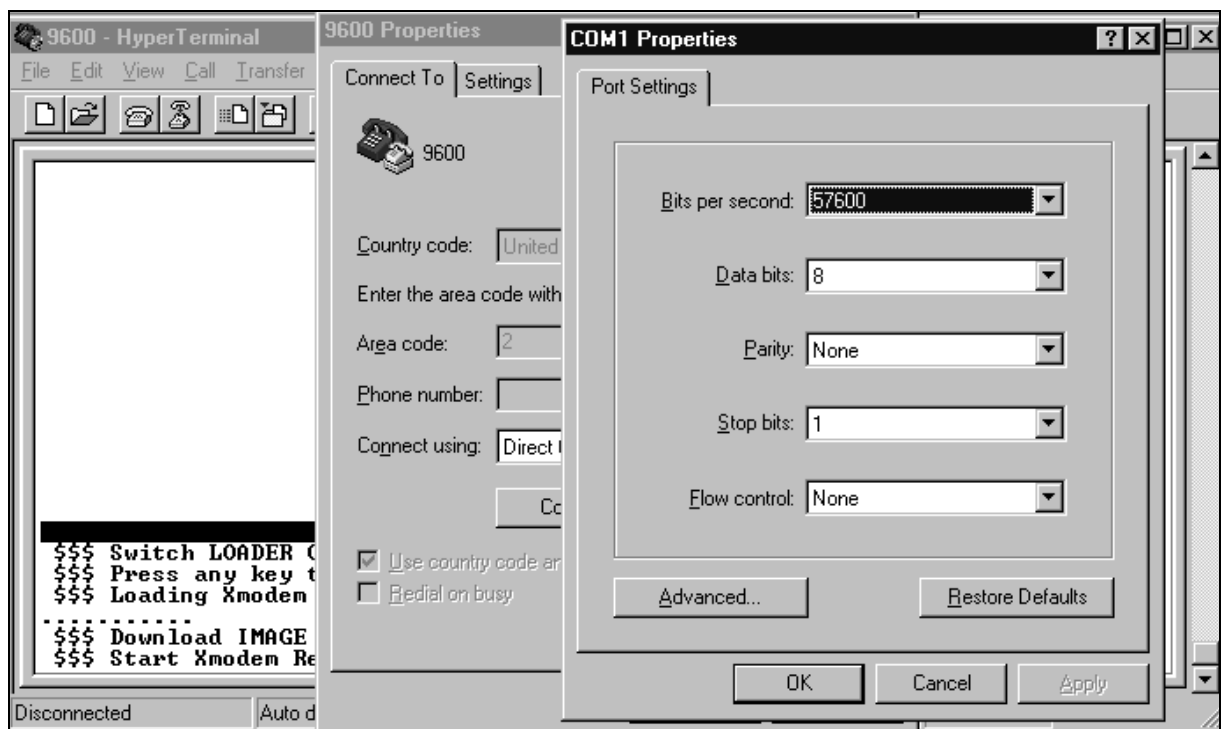 9600 - HyperTerminal
File Edit View Call Transfer
$$$ Switch LOADER
$$$ Press any key
$$$ Loading Xmodem
...........
$$$ Download IMAGE
$$$ Start Xmodem
Disconnected
Auto
9600 Properties
Connect To
Settings
9600
Country code:
United
Enter the area code with
Area code:
2
Phone number:
Connect using:
Direct
Use country code
Redial on busy
COM1 Properties
Port Settings
Bits per second: 57600
Data bits: 8
Parity: None
Stop bits: 1
Flow control: None
Advanced...
Restore Defaults
OK
Cancel
Apply